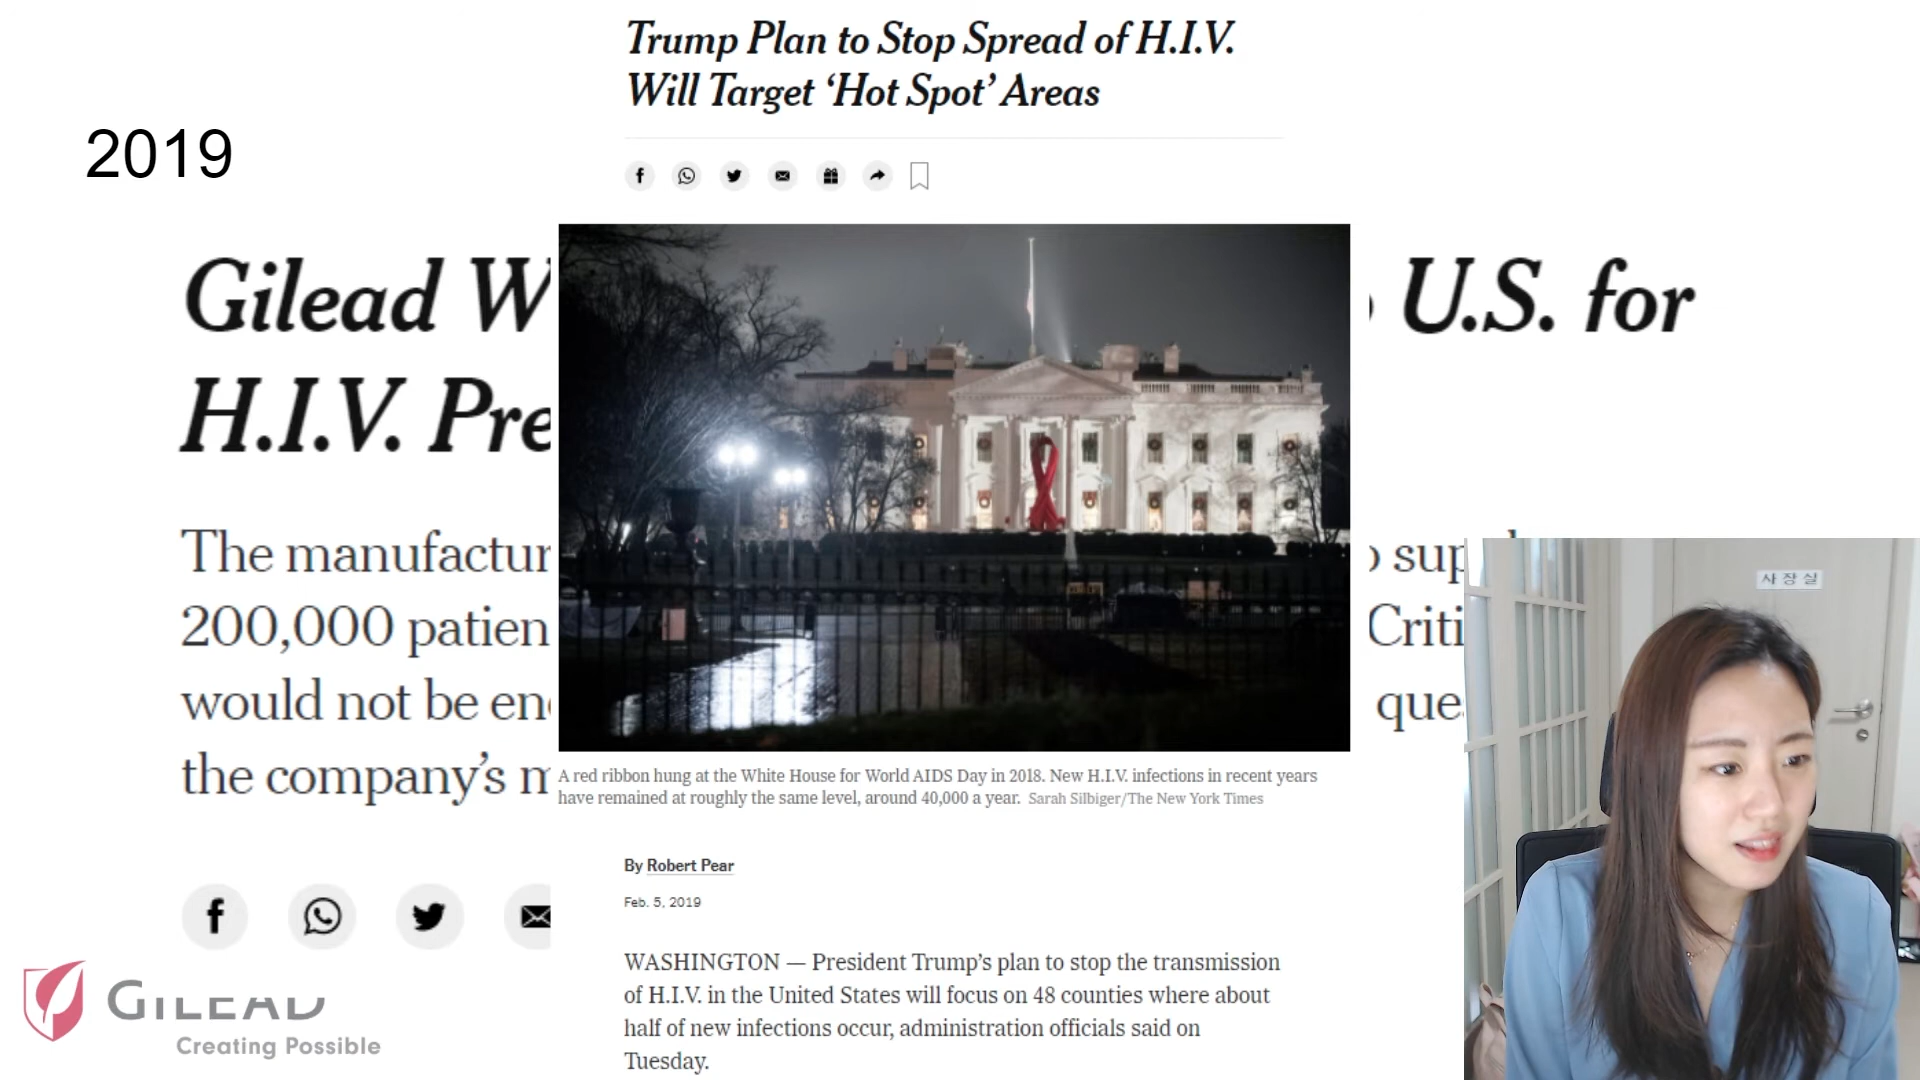 Trump Plan to Stop Spread of H.I.V.
Will Target ‘Hot Spot’ Areas
2019
Gilead W
U.S. for
H.I.V. Pre
The manufactur
200,000 patien
Criti
would not be en
que
the company’s m
A red ribbon hung at the White House for World AIDS Day in 2018. New H.I.V. infections in recent years
have remained at roughly the same level, around 40,000 a year. Sarah Silbiger/The New York Times
By Robert Pear
Feb. 5, 2019
WASHINGTON — President Trump’s plan to stop the transmission
of H.I.V. in the United States will focus on 48 counties where about
half of new infections occur, administration officials said on
Tuesday.
GILEAD
Creating Possible
사장실